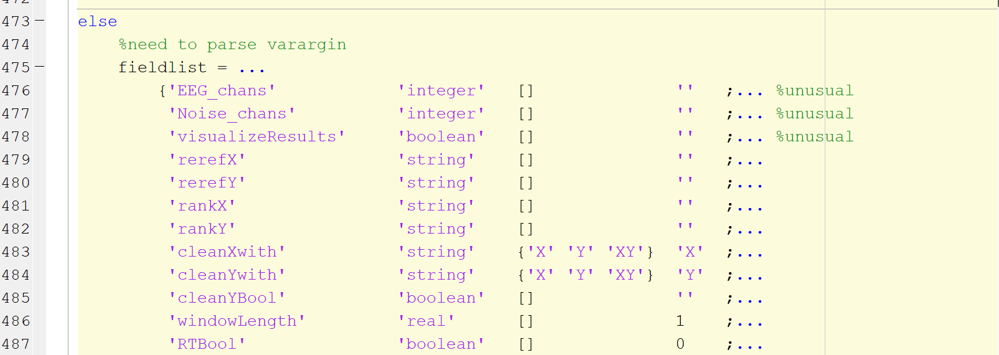 473 else
474 %need to parse varargin
475 fieldlist = ...
476 {'EEG_chans' 'integer' [] '' ;... %unusual
477 'Noise_chans' 'integer' [] '' ;... %unusual
478 'visualizeResults' 'boolean' [] '' ;... %unusual
479 'rerefX' 'string' [] '' ;...
480 'rerefY' 'string' [] '' ;...
481 'rankX' 'string' [] '' ;...
482 'rankY' 'string' [] '' ;...
483 'cleanXwith' 'string' {'X' 'Y' 'XY'} 'X' ;...
484 'cleanYwith' 'string' {'X' 'Y' 'XY'} 'Y' ;...
485 'cleanYBool' 'boolean' [] '' ;...
486 'windowLength' 'real' [] 1 ;...
487 'RTBool' 'boolean' [] 0 ;...